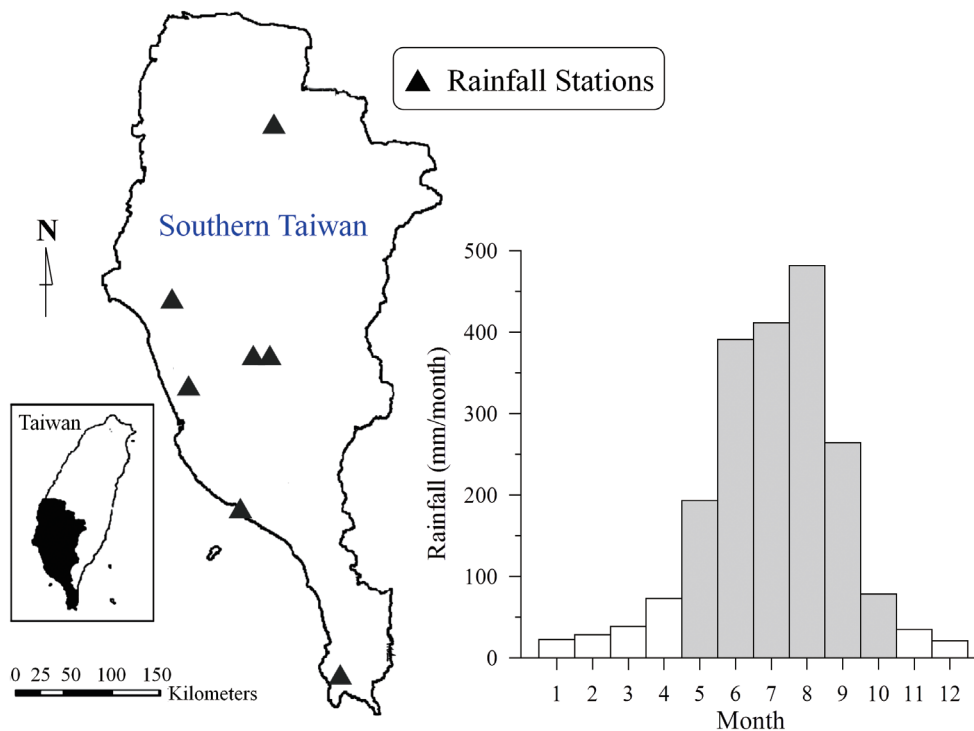 Rainfall Stations
Southern Taiwan
N
Taiwan
0 25 50 100 150
Kilometers
500
400
300
200
100
0
Rainfall (mm/month)
1 2 3 4 5 6 7 8 9 10 11 12
Month